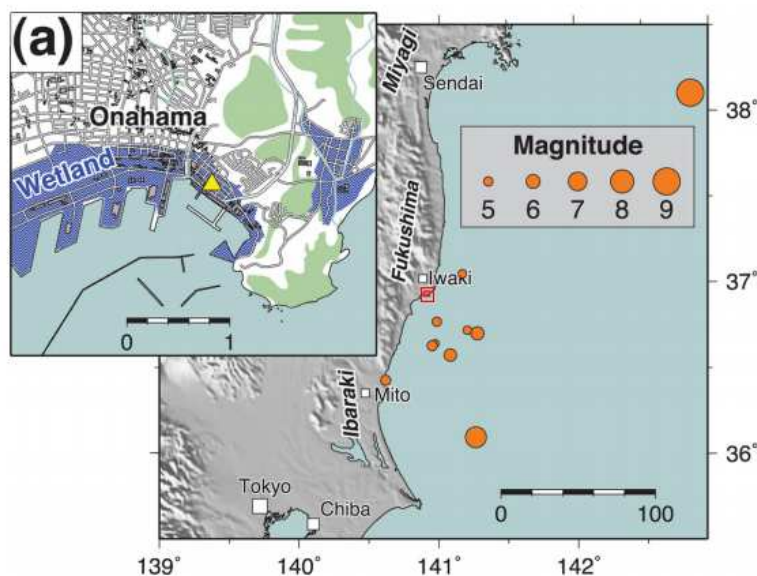 (a)
Onahama
Wetland
0 1
Miyagi
Sendai
Magnitude
5 6 7 8 9
Fukushima
Iwaki
Mito
Ibaraki
Tokyo
Chiba
0 100
38°
37°
36°
139° 140° 141° 142°